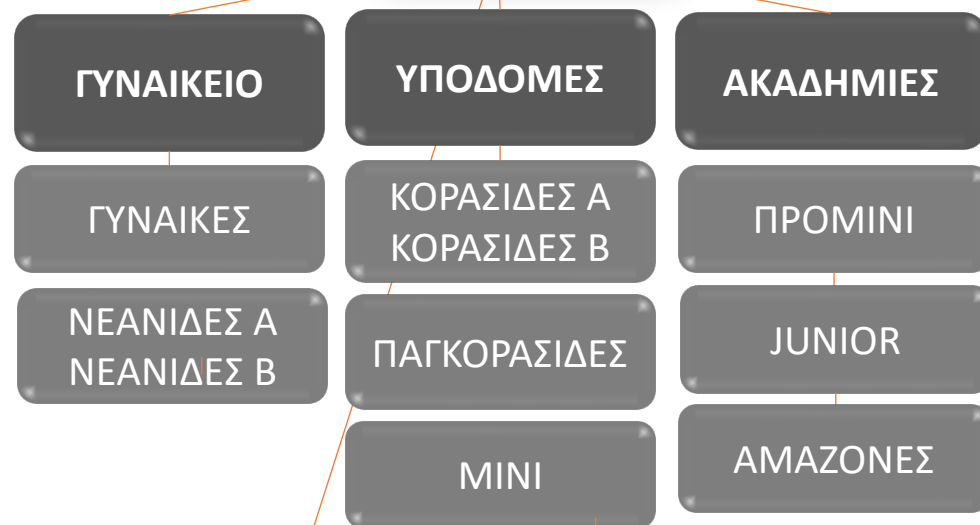 ΓΥΝΑΙΚΕΙΟ
ΓΥΝΑΙΚΕΣ
ΝΕΑΝΙΔΕΣ Α
ΝΕΑΝΙΔΕΣ Β
ΥΠΟΔΟΜΕΣ
ΚΟΡΑΣΙΔΕΣ Α
ΚΟΡΑΣΙΔΕΣ Β
ΠΑΓΚΟΡΑΣΙΔΕΣ
ΜΙΝΙ
ΑΚΑΔΗΜΙΕΣ
ΠΡΟΜΙΝΙ
JUNIOR
ΑΜΑΖΟΝΕΣ